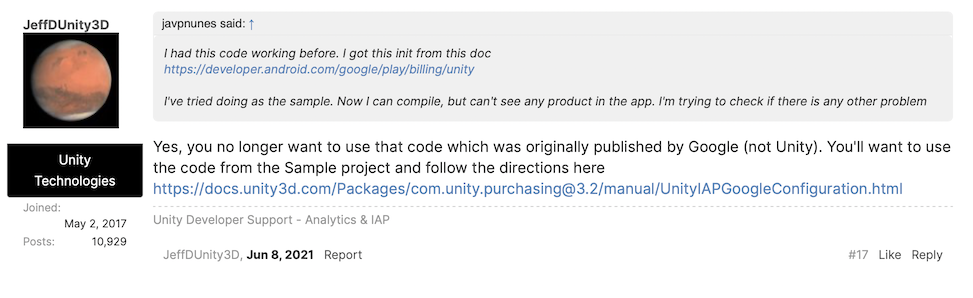 JeffDUnity3D
javpnunes said: ↑
I had this code working before. I got this init from this doc
https://developer.android.com/google/play/billing/unity
I've tried doing as the sample. Now I can compile, but can't see any product in the app. I'm trying to check if there is any other problem
Unity
Technologies
Joined:
May 2, 2017
Posts: 10,929
Yes, you no longer want to use that code which was originally published by Google (not Unity). You'll want to use
the code from the Sample project and follow the directions here
https://docs.unity3d.com/Packages/com.unity.purchasing@3.2/manual/UnityIAPGoogleConfiguration.html
Unity Developer Support - Analytics & IAP
JeffDUnity3D, Jun 8, 2021 Report #17 Like Reply